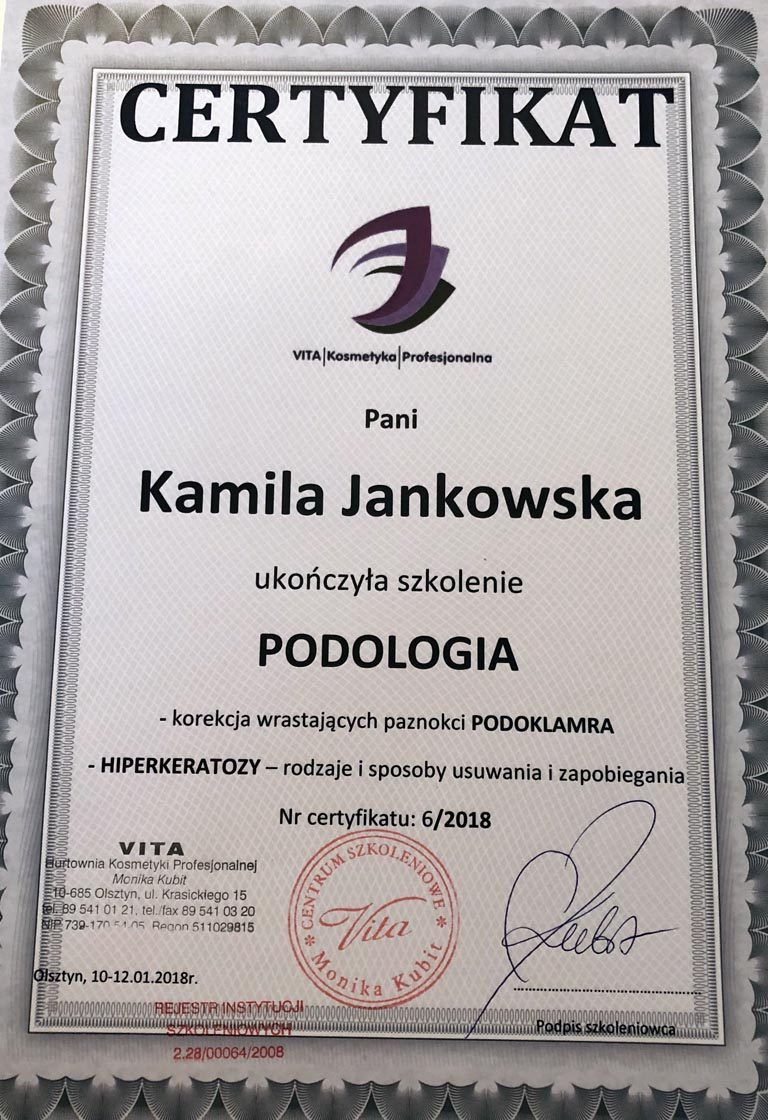 CERTYFIKAT
VITA|Kosmetyka|Profesjonalna
Pani
Kamila Jankowska
ukończyła szkolenie
PODOLOGIA
- korekcja wrastających paznokci PODOKLAMRA
- HIPERKERATOZY – rodzaje i sposoby usuwania i zapobiegania
Nr certyfikatu: 6/2018
VITA
Hurtownia Kosmetyki Profesjonalnej
Monika Kubit
10-685 Olsztyn, ul. Krasickiego 15
tel. 89 541 01 21, tel./fax 89 541 03 20
NIP 739-170 Regon 511029815
* CENTRUM SZKOLENIOWE *
Vita
Monika Kubit
Olsztyn, 10-12.01.2018r.
REJESTR INSTYTUCJI
SZKOLENIOWYCH
2.28/00064/2008
Podpis szkoleniowca